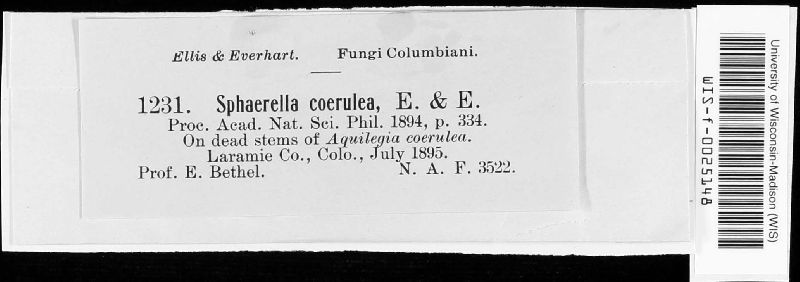 Ellis & Everhart. Fungi Columbiani.
1231. Sphaerella coerulea, E. & E.
Proc. Acad. Nat. Sci. Phil. 1894, p. 334.
On dead stems of Aquilegia coerulea.
Laramie Co., Colo., July 1895.
Prof. E. Bethel. N. A. F. 3522.
University of Wisconsin-Madison (WIS)
WIS-f-0025148